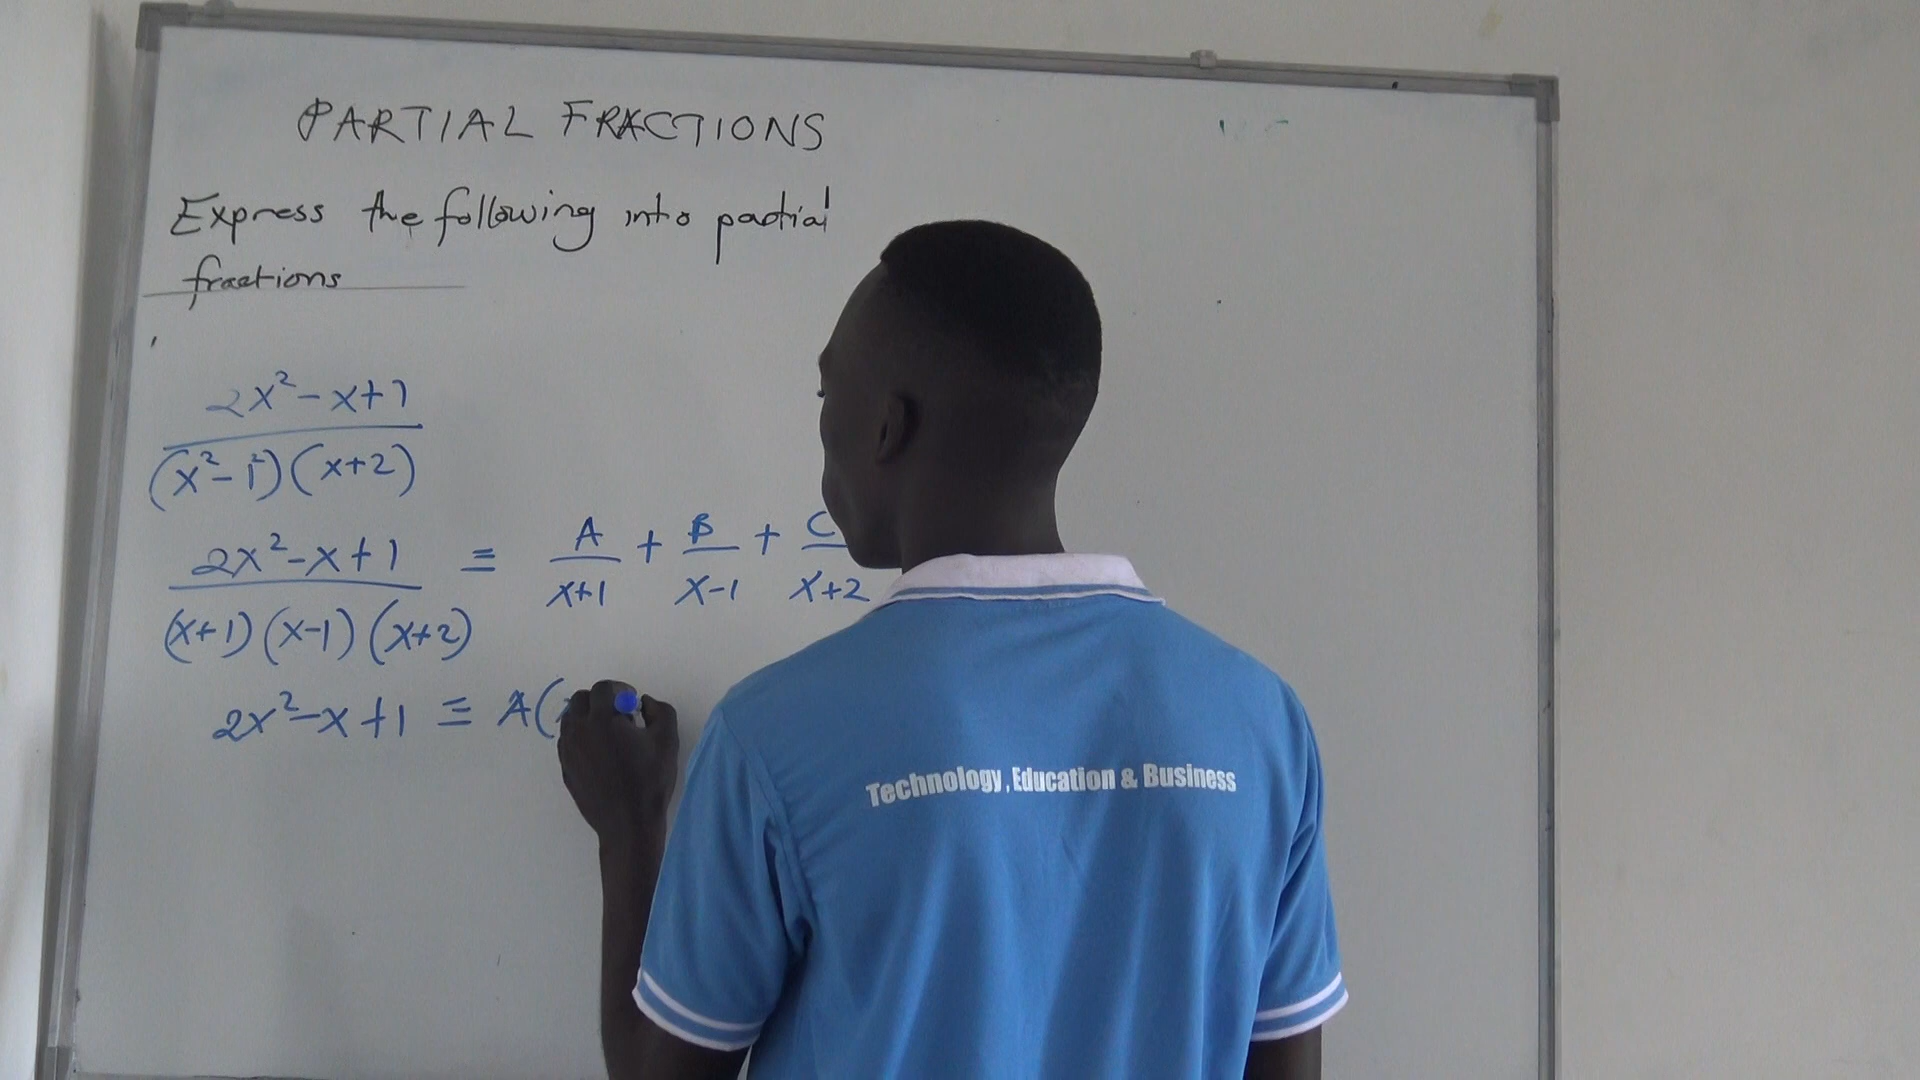 PARTIAL FRACTIONS
Express the following into partial
fractions
2x² - x + 1
(x² - 1²)(x+2)
2x² - x + 1 ≡ A + B + C
(x+1)(x-1)(x+2) x+1 x-1 x+2
2x² - x + 1 ≡ A(
Technology, Education & Business